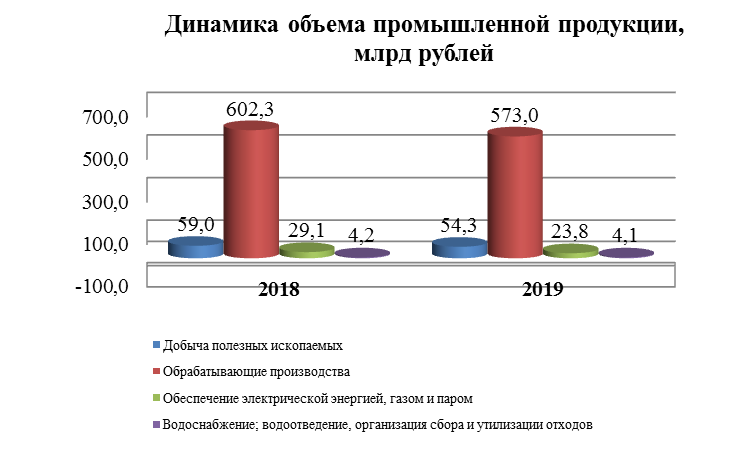 Динамика объема промышленной продукции,
млрд рублей
700,0
500,0
300,0
100,0
-100,0
602,3
573,0
59,0
29,1
4,2
54,3
23,8
4,1
2018
2019
Добыча полезных ископаемых
Обрабатывающие производства
Обеспечение электрической энергией, газом и паром
Водоснабжение; водоотведение, организация сбора и утилизации отходов